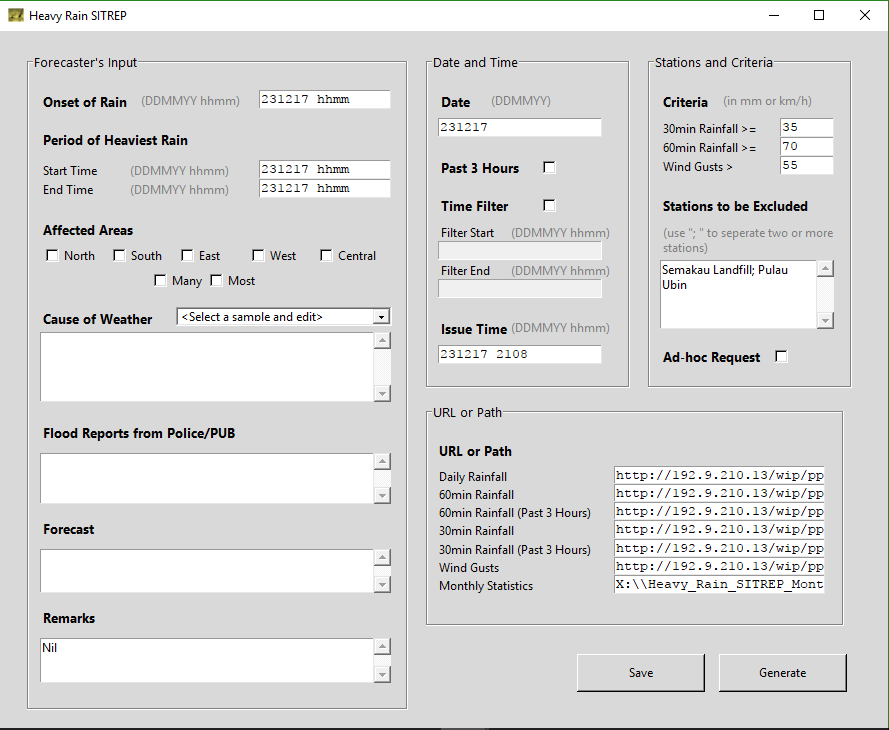 Heavy Rain SITREP
Forecaster's Input
Onset of Rain (DDMMYY hhmm) 231217 hhmm
Period of Heaviest Rain
Start Time (DDMMYY hhmm) 231217 hhmm
End Time (DDMMYY hhmm) 231217 hhmm
Affected Areas
North South East West Central
Many Most
Cause of Weather <Select a sample and edit>
Flood Reports from Police/PUB
Forecast
Remarks
Nil
Date and Time
Date (DDMMYY)
231217
Past 3 Hours
Time Filter
Filter Start (DDMMYY hhmm)
Filter End (DDMMYY hhmm)
Issue Time (DDMMYY hhmm)
231217 2108
Stations and Criteria
Criteria (in mm or km/h)
30min Rainfall >= 35
60min Rainfall >= 70
Wind Gusts > 55
Stations to be Excluded
(use "; " to seperate two or more
stations)
Semakau Landfill; Pulau
Ubin
Ad-hoc Request
URL or Path
URL or Path
Daily Rainfall http://192.9.210.13/wip/pp
60min Rainfall http://192.9.210.13/wip/pp
60min Rainfall (Past 3 Hours) http://192.9.210.13/wip/pp
30min Rainfall http://192.9.210.13/wip/pp
30min Rainfall (Past 3 Hours) http://192.9.210.13/wip/pp
Wind Gusts http://192.9.210.13/wip/pp
Monthly Statistics X:\\Heavy_Rain_SITREP_Mont
Save Generate